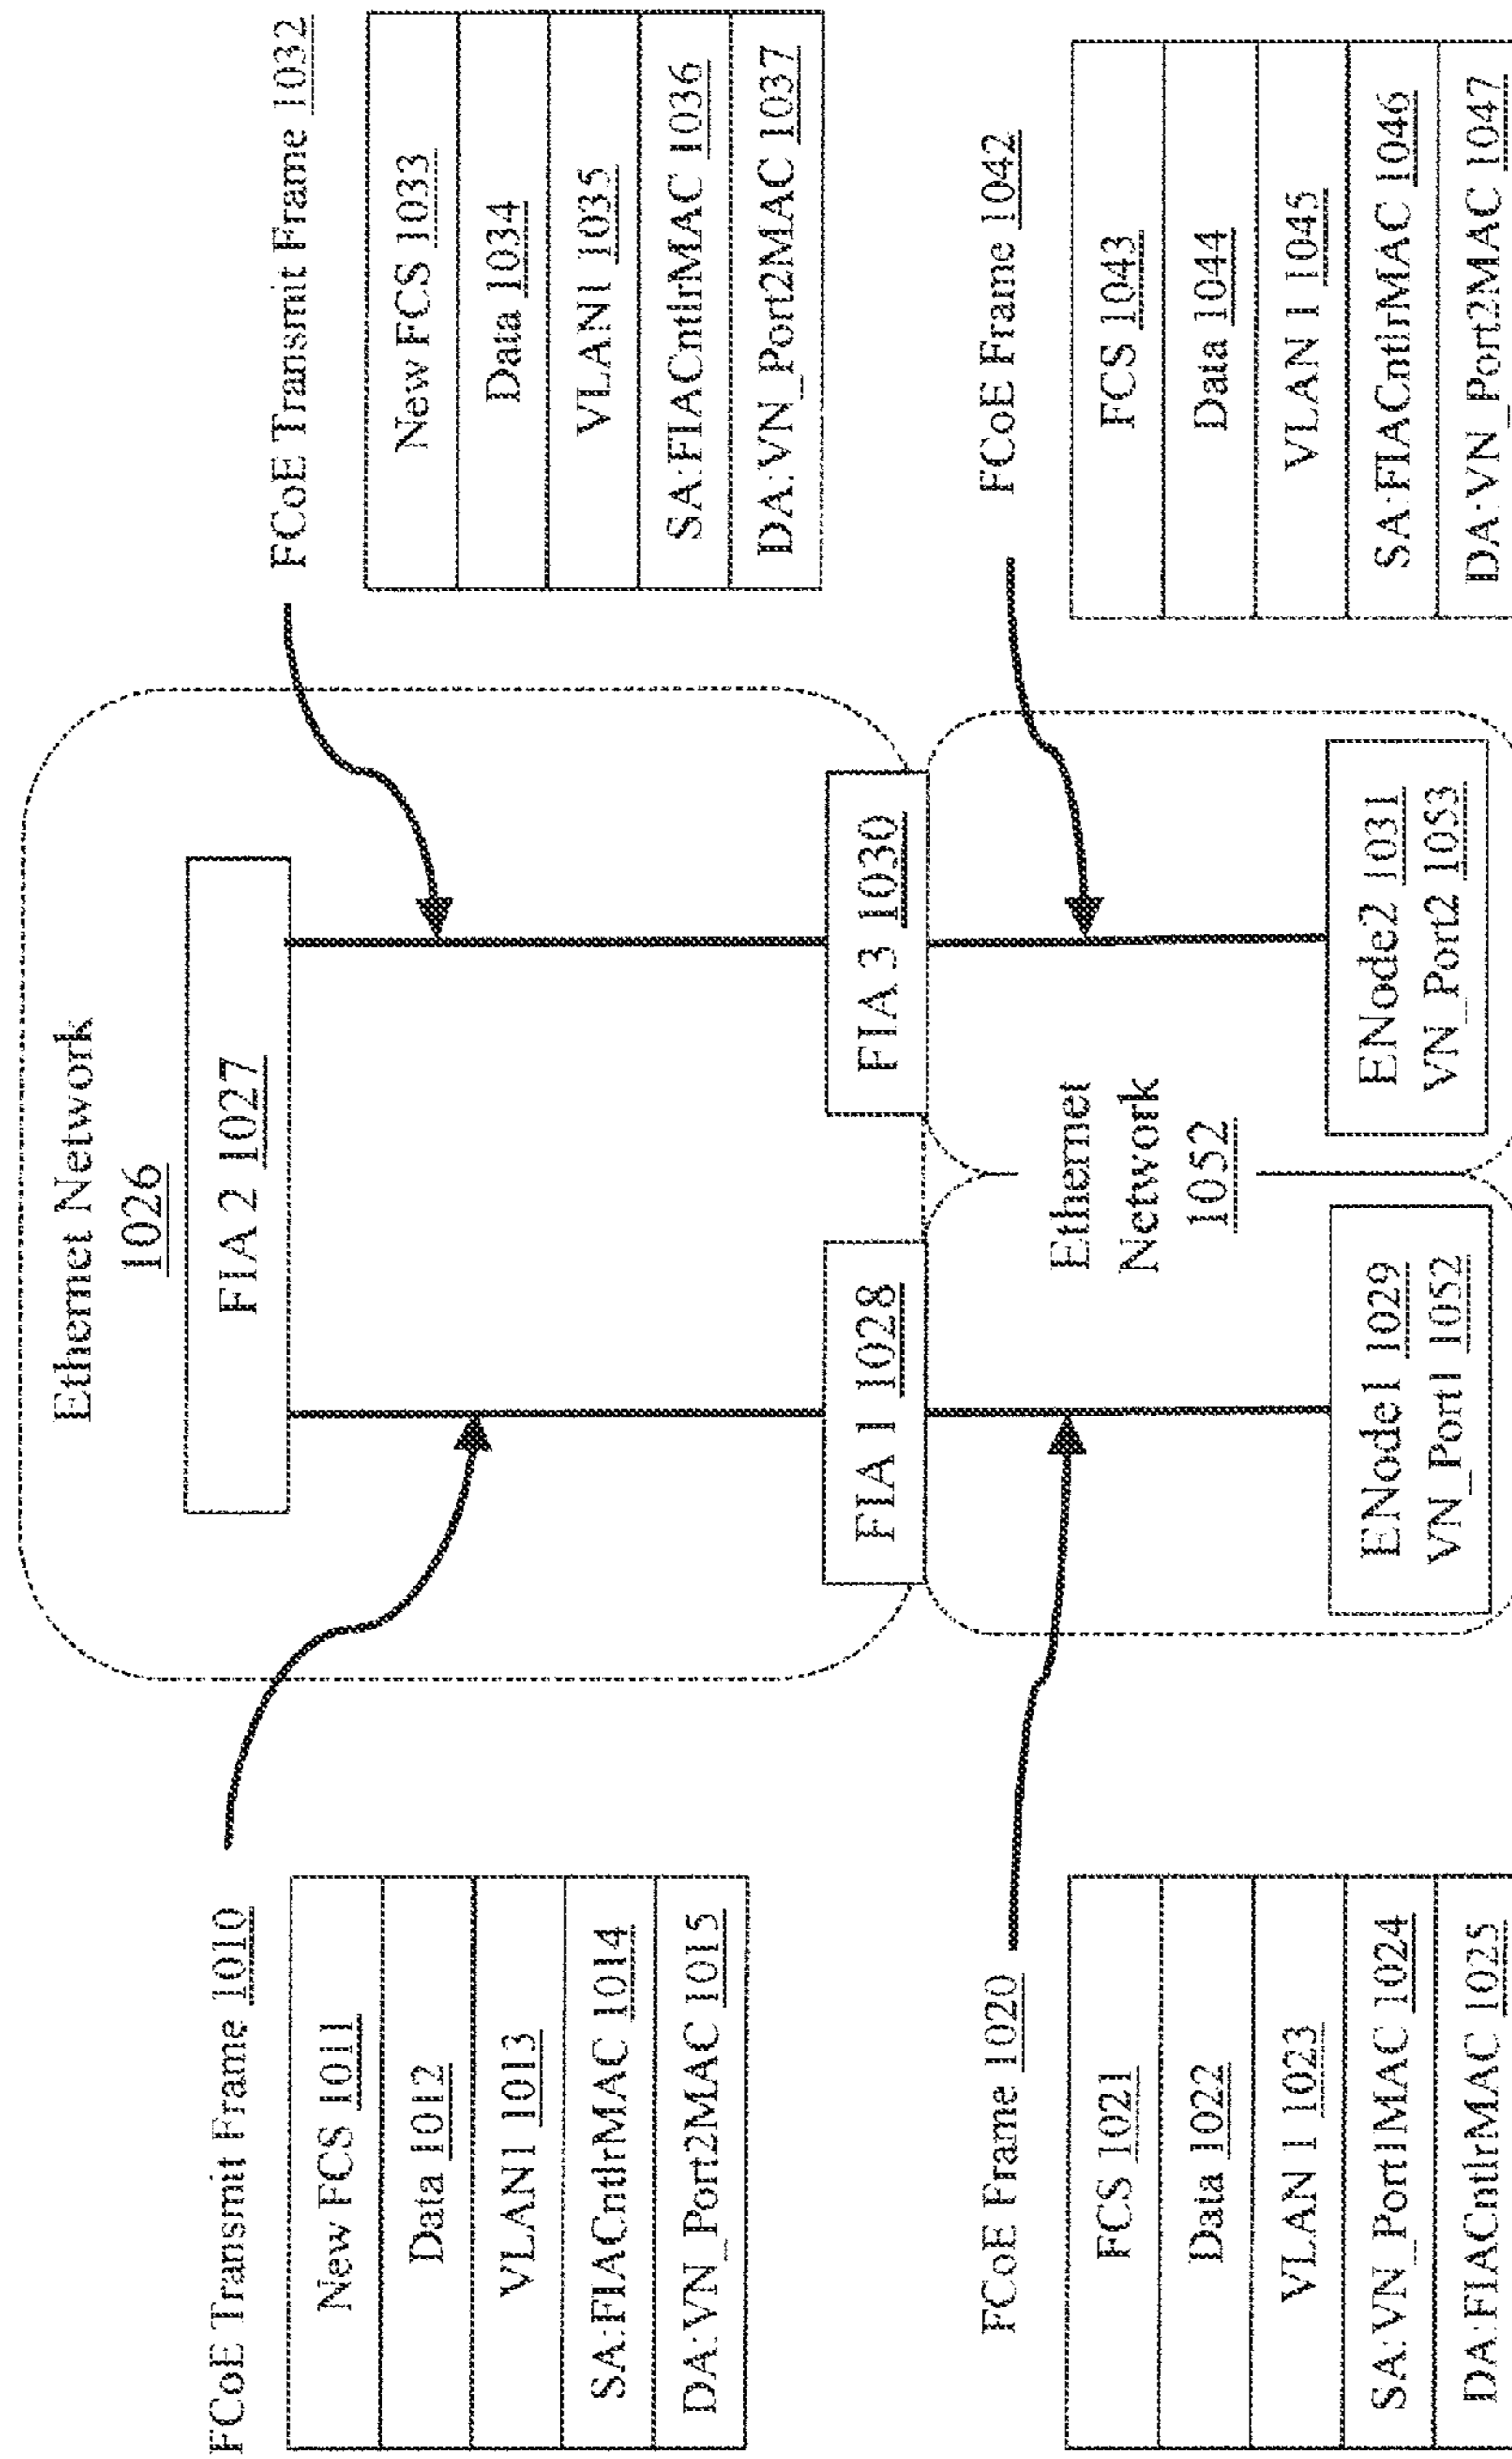 FCoE Transmit Frame 1010
New FCS 1011
Data 1012
VLAN1 1013
SA:FIACntlrMAC 1014
DA:VN_Port2MAC 1015
FCoE Frame 1020
FCS 1021
Data 1022
VLAN 1 1023
SA:VN_Port1MAC 1024
DA:FIACntlrMAC 1025
Ethernet Network
1026
FIA 2 1027
FIA 1 1028
FIA 3 1030
Ethernet
Network
1052
ENode1 1029
VN_Port1 1052
ENode2 1031
VN_Port2 1053
FCoE Transmit Frame 1032
New FCS 1033
Data 1034
VLAN1 1035
SA:FIACntlrMAC 1036
DA:VN_Port2MAC 1037
FCoE Frame 1042
FCS 1043
Data 1044
VLAN 1 1045
SA:FIACntlrMAC 1046
DA:VN_Port2MAC 1047